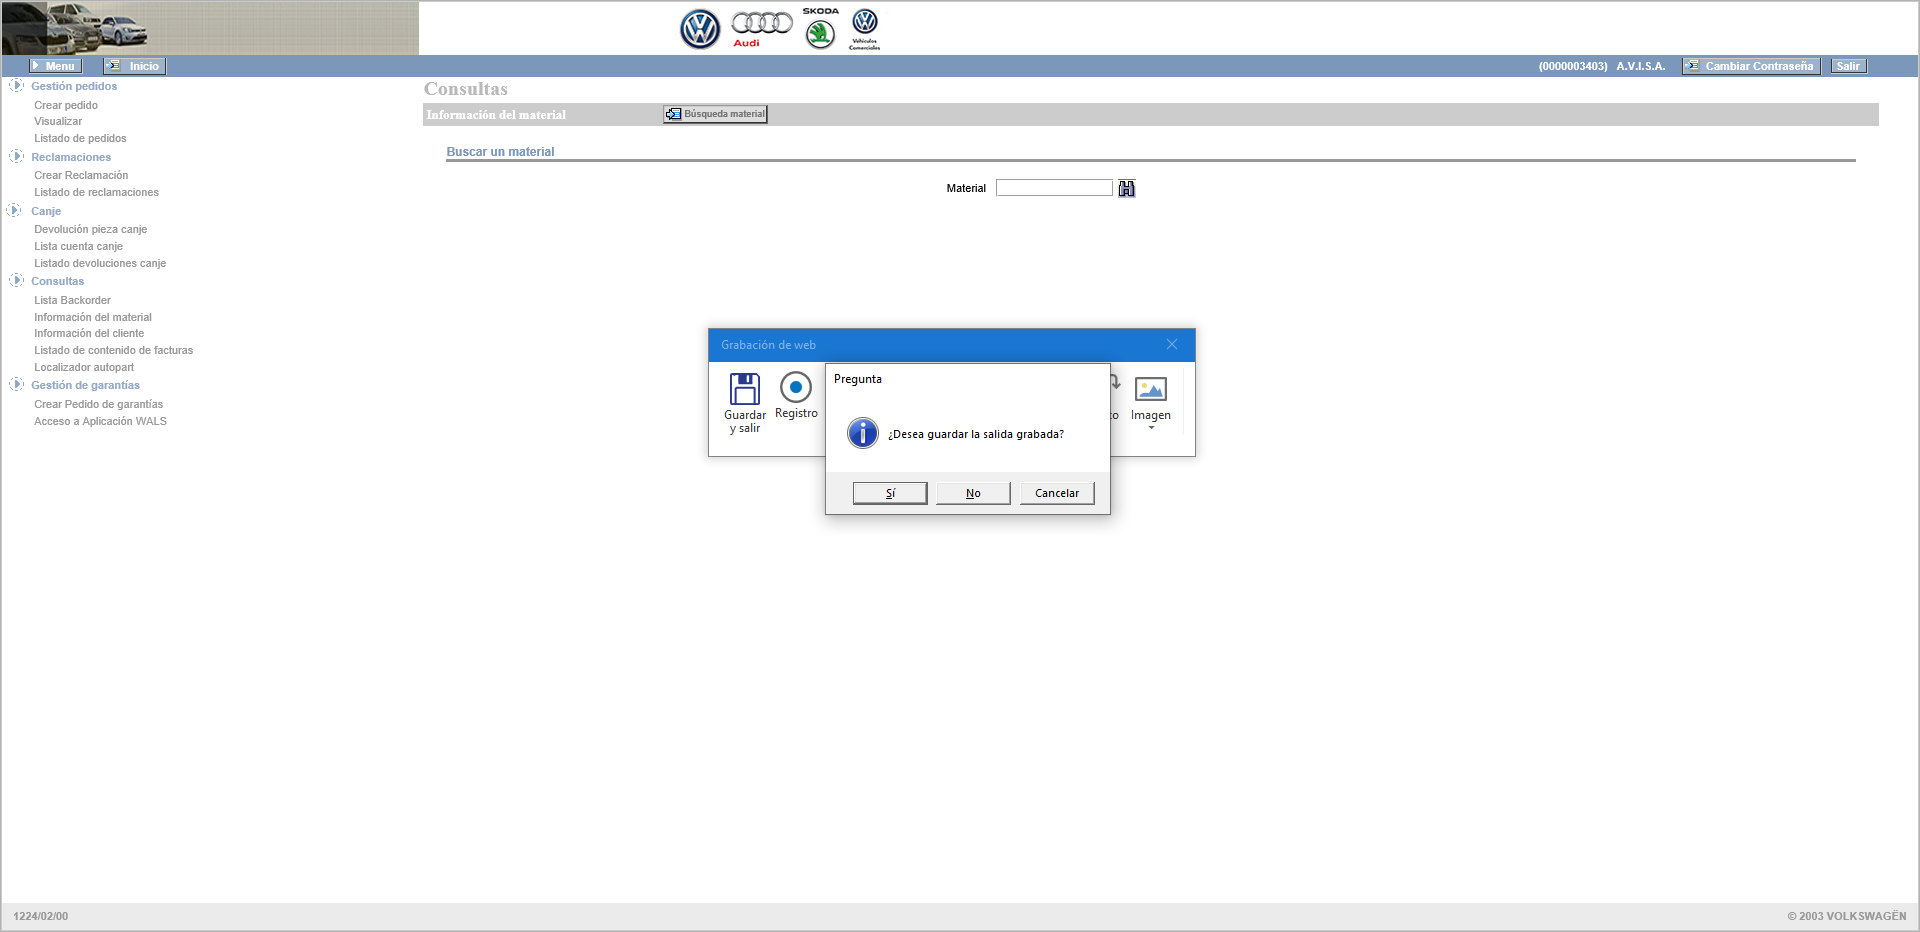 Audi
SKODA
Vehículos
Comerciales
Menu
Inicio
(0000003403) A.V.I.S.A.
Cambiar Contraseña
Salir
Gestión pedidos
Crear pedido
Visualizar
Listado de pedidos
Reclamaciones
Crear Reclamación
Listado de reclamaciones
Canje
Devolución pieza canje
Lista cuenta canje
Listado devoluciones canje
Consultas
Lista Backorder
Información del material
Información del cliente
Listado de contenido de facturas
Localizador autopart
Gestión de garantías
Crear Pedido de garantías
Acceso a Aplicación WALS
Consultas
Información del material
Búsqueda material
Buscar un material
Material
Grabación de web
Guardar
y salir
Registro
to
Imagen
Pregunta
¿Desea guardar la salida grabada?
Sí
No
Cancelar
1224/02/00
© 2003 VOLKSWAGËN